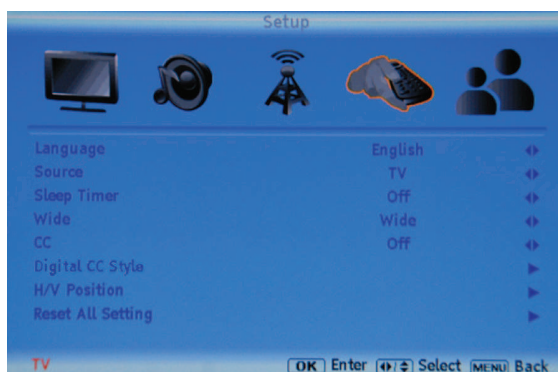 Setup
Language English
Source TV
Sleep Timer Off
Wide Wide
CC Off
Digital CC Style
H/V Position
Reset All Setting
TV OK Enter Select MENU Back